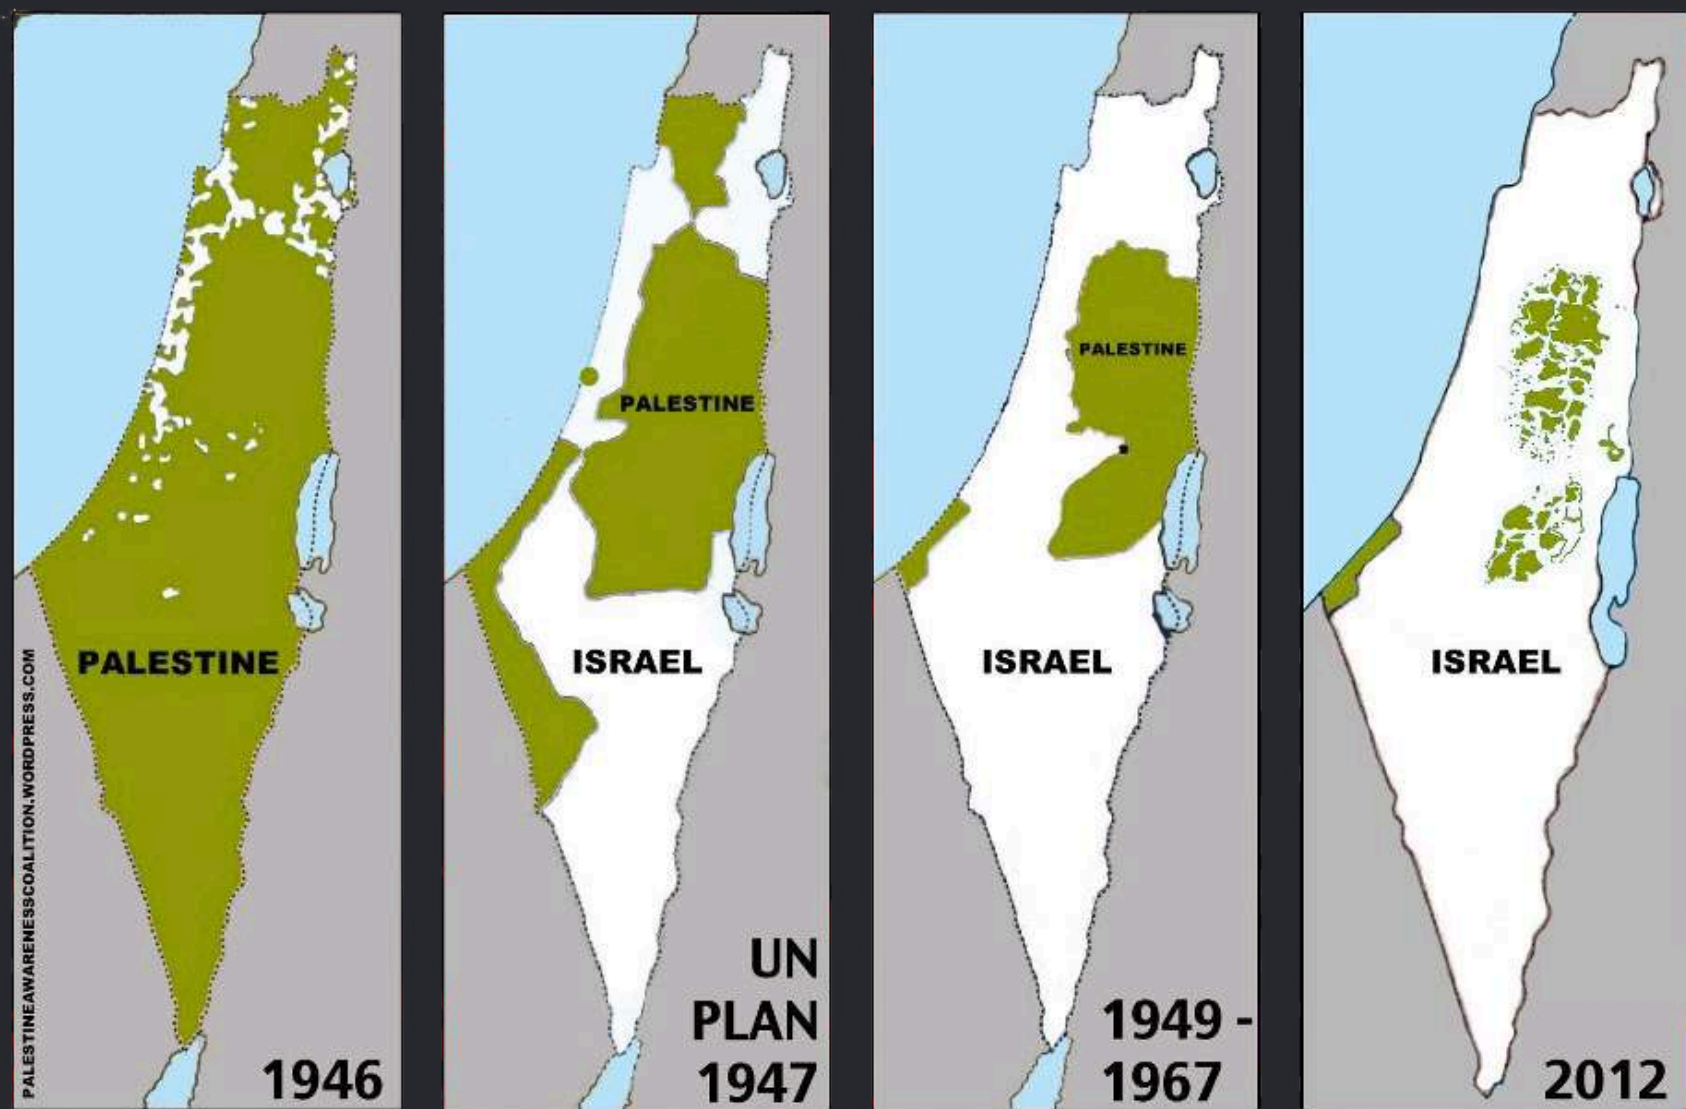 PALESTINEAWARENESSCOALITION.WORDPRESS.COM
PALESTINE
1946
PALESTINE
ISRAEL
UN
PLAN
1947
PALESTINE
ISRAEL
1949 -
1967
ISRAEL
2012